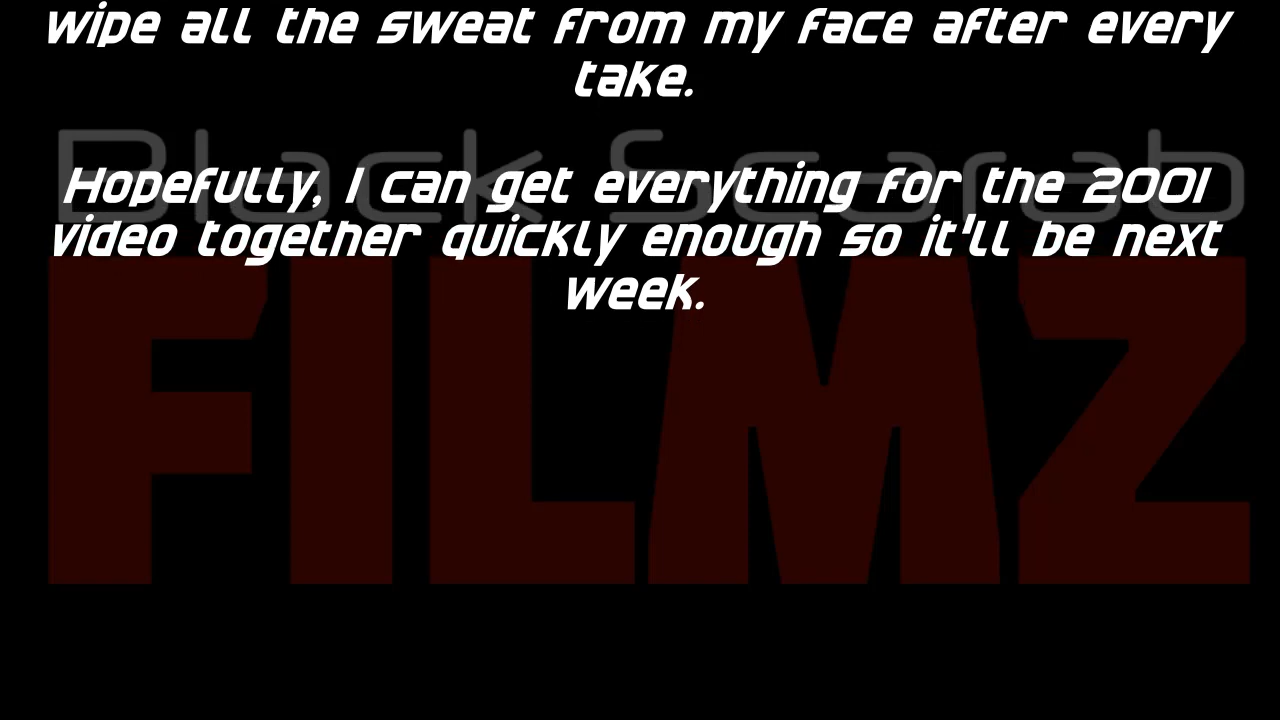 wipe all the sweat from my face after every
take.
Black Scarab
Hopefully, I can get everything for the 2001
video together quickly enough so it'll be next
week.
FILMZ